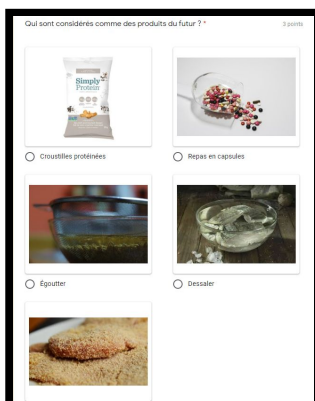 Qui sont considérés comme des produits du futur ? *
3 points
Simply
Protein
Croustilles protéinées
Repas en capsules
Égoutter
Dessaler